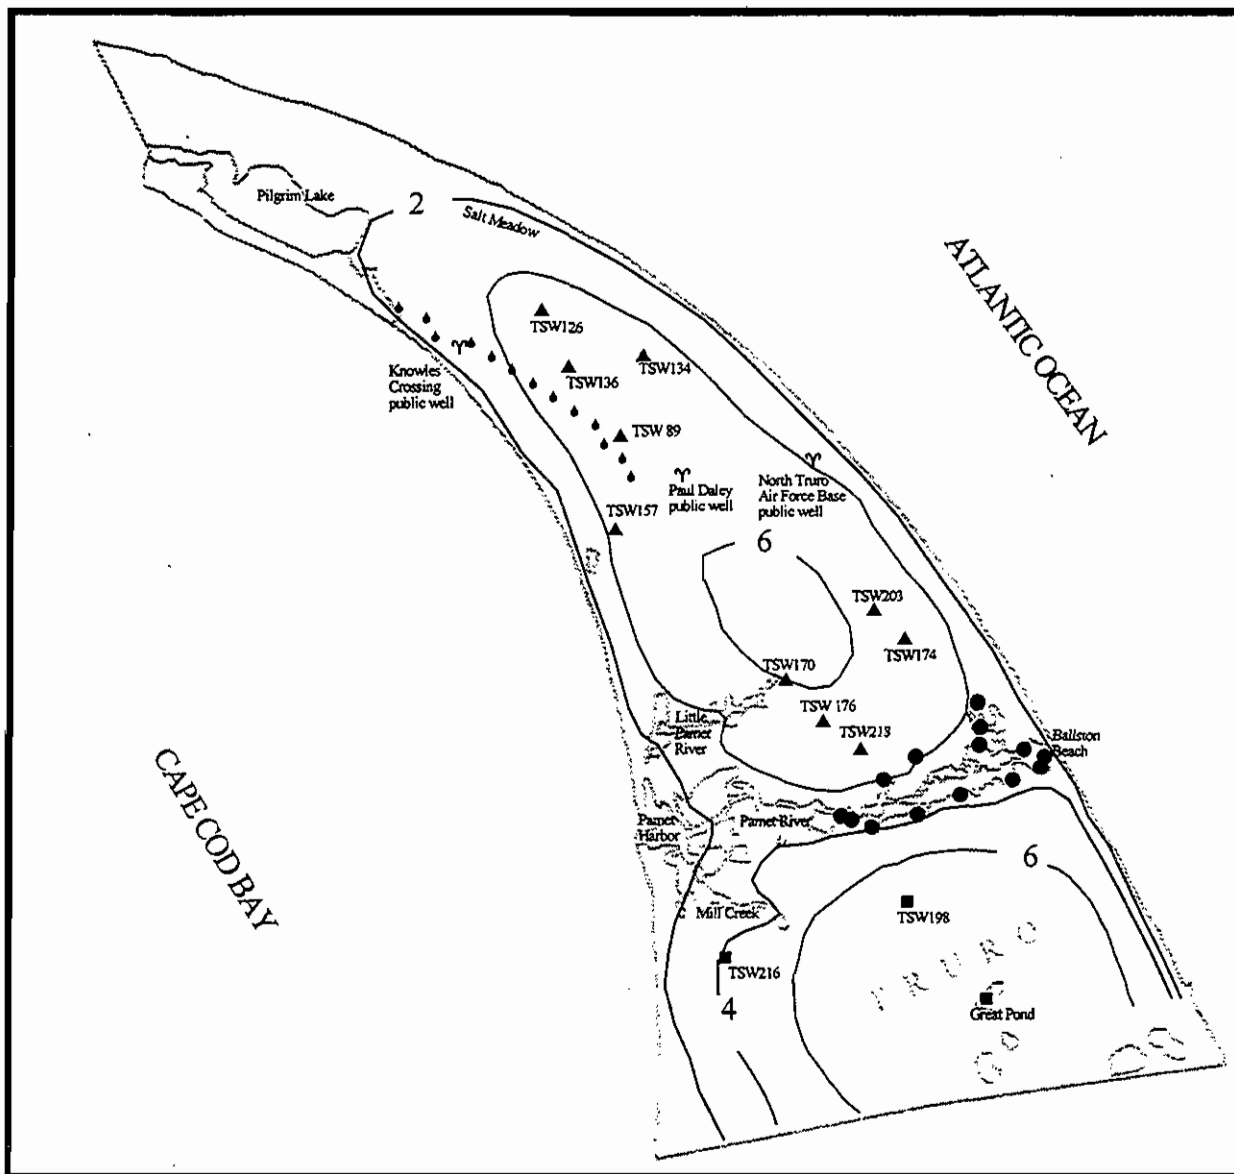 2
Pilgrim Lake
Salt Meadow
ATLANTIC OCEAN
TSW126
TSW134
TSW136
Knowles
Crossing
public well
TSW 89
Paul Daley
public well
North Truro
Air Force Base
public well
TSW157
6
TSW203
TSW174
TSW170
TSW 176
TSW218
Little
Pamet
River
Ballston
Beach
CAPE COD BAY
Pamet
Harbor
Pamet River
6
Mill Creek
TSW198
TRURO
TSW216
4
Great Pond